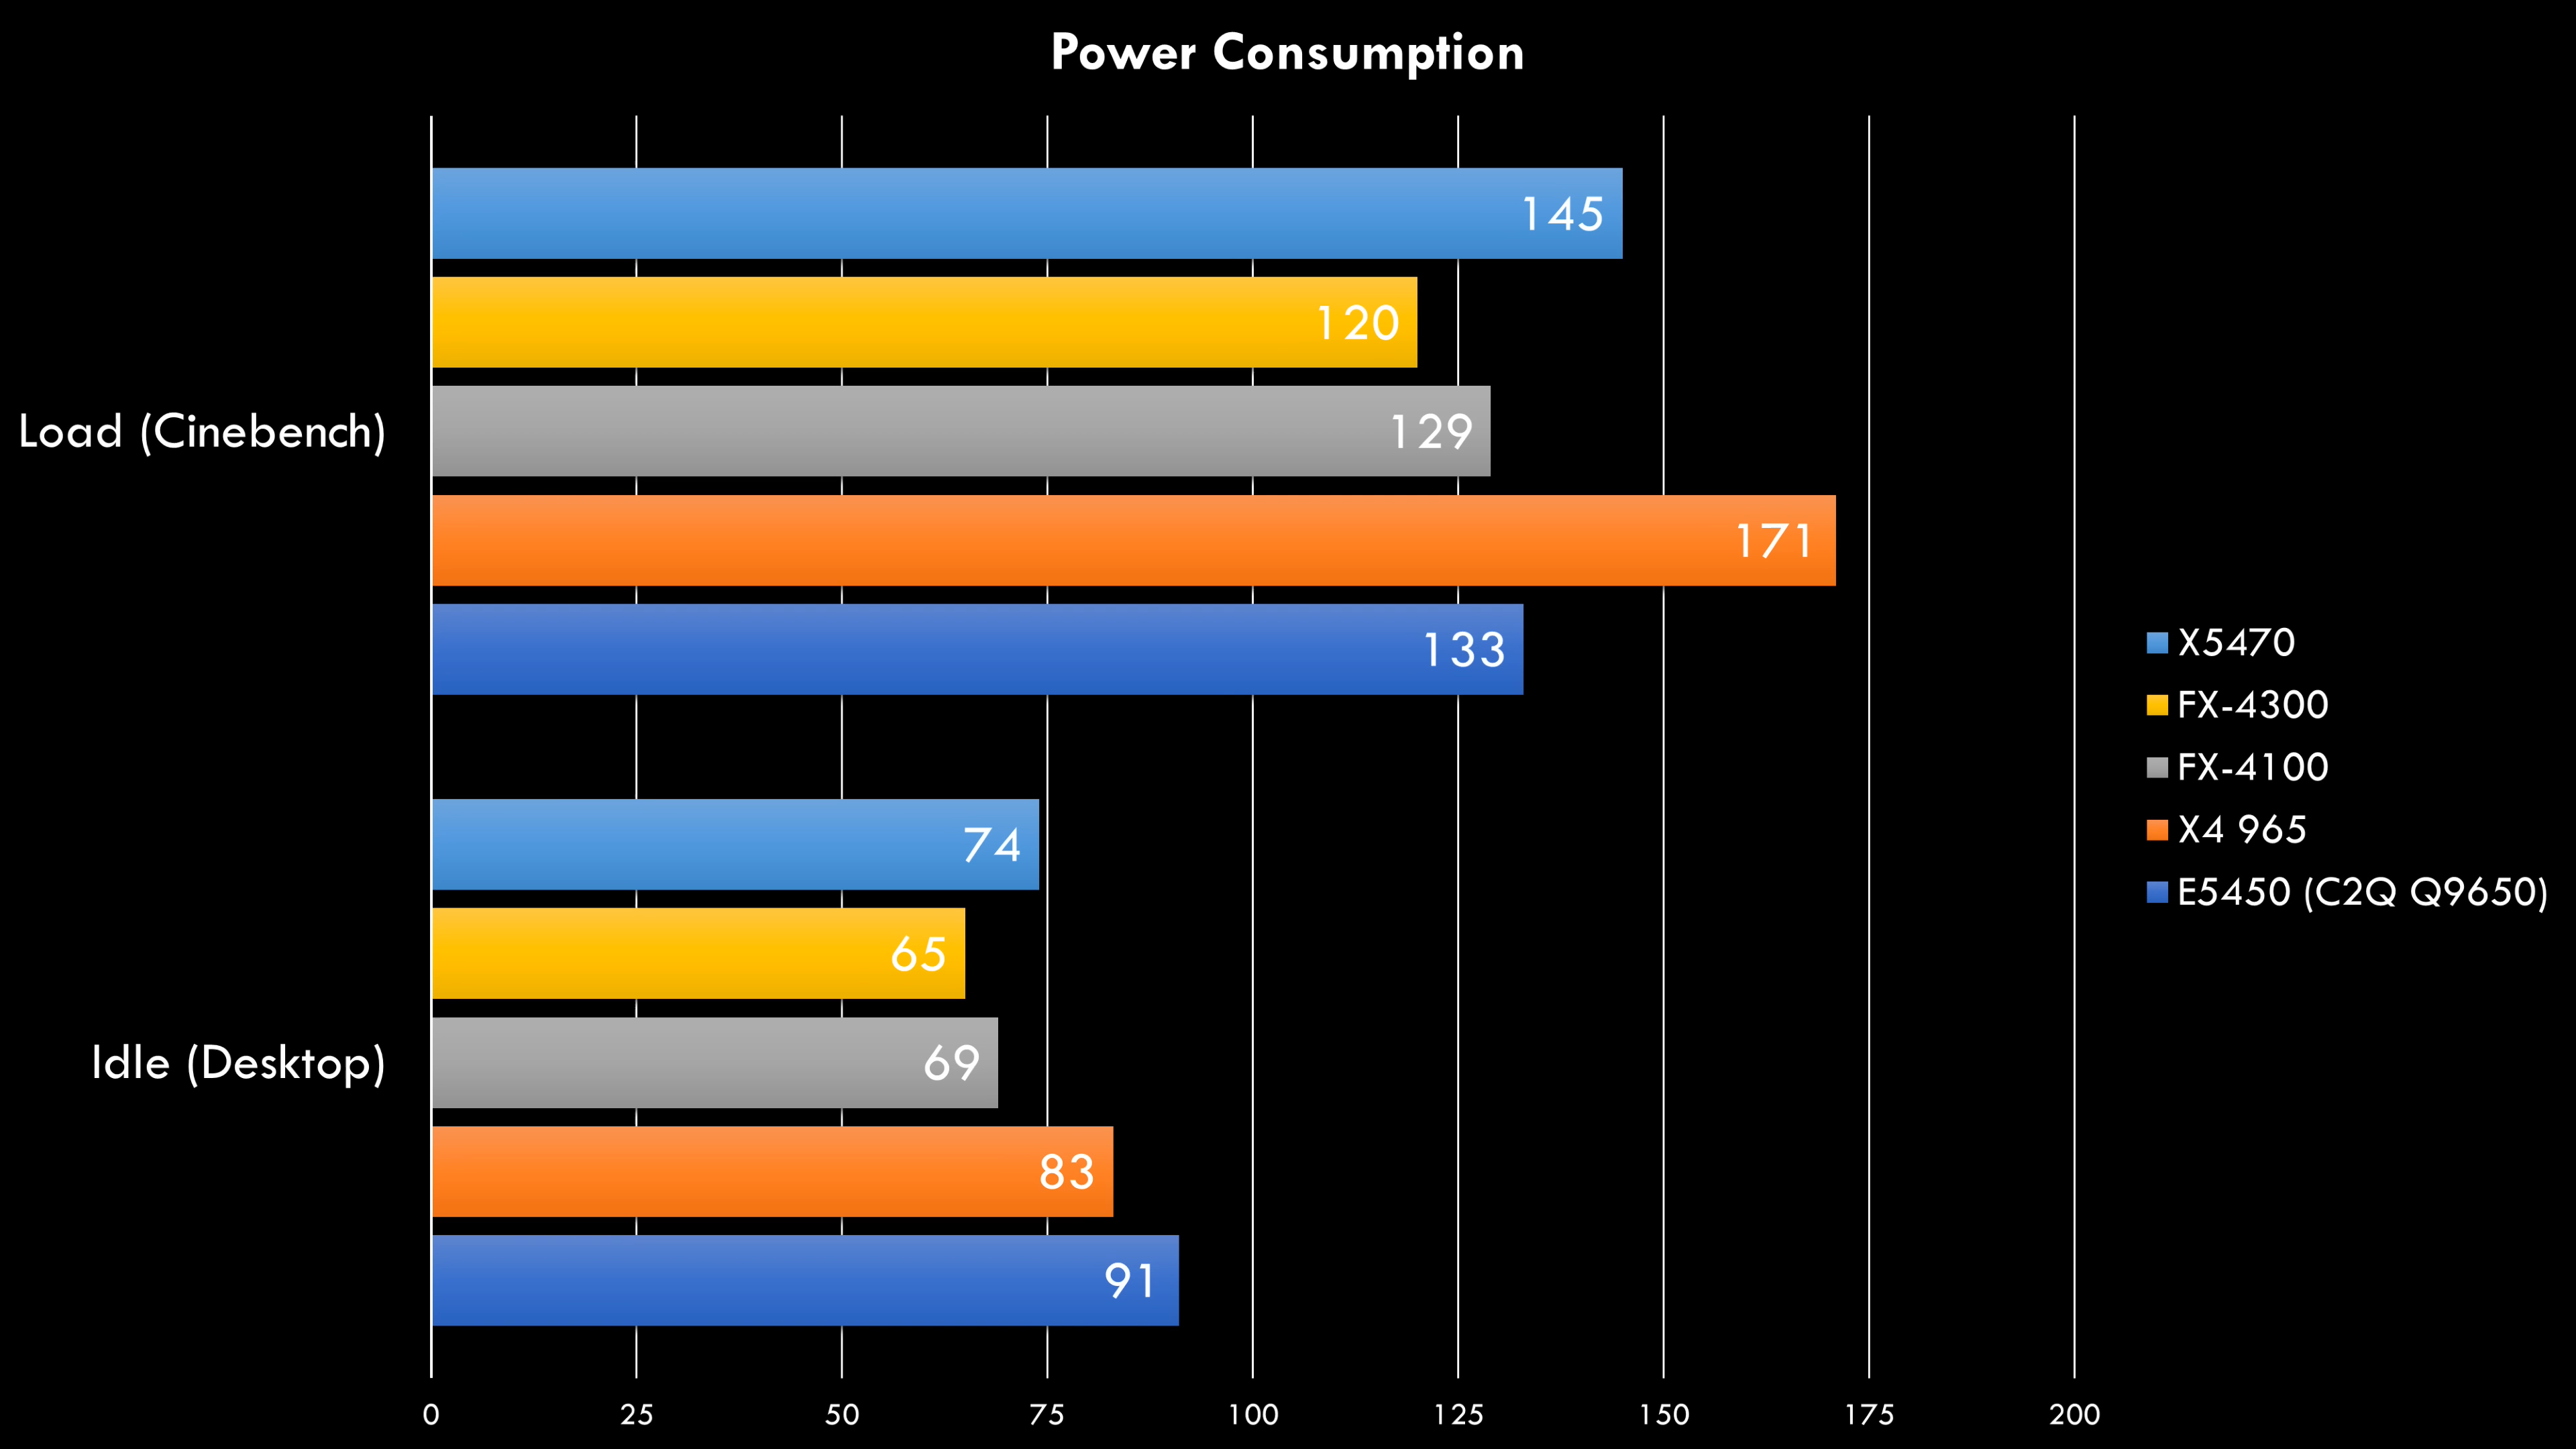 Power Consumption
Load (Cinebench)
145
120
129
171
133
Idle (Desktop)
74
65
69
83
91
0 25 50 75 100 125 150 175 200
X5470
FX-4300
FX-4100
X4 965
E5450 (C2Q Q9650)